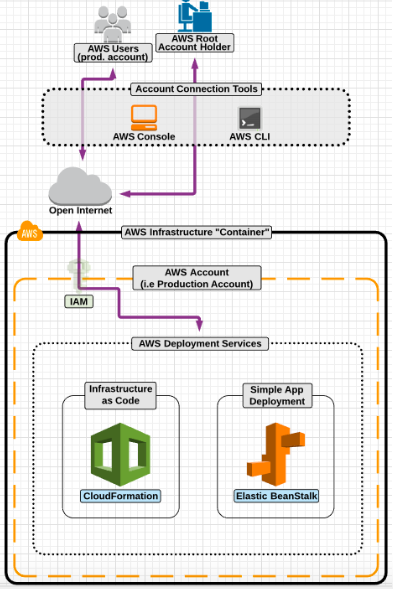 AWS Users
(prod. account)
AWS Root
Account Holder
Account Connection Tools
AWS Console
AWS CLI
Open Internet
AWS
AWS Infrastructure "Container"
AWS Account
(i.e Production Account)
IAM
AWS Deployment Services
Infrastructure
as Code
Simple App
Deployment
CloudFormation
Elastic BeanStalk